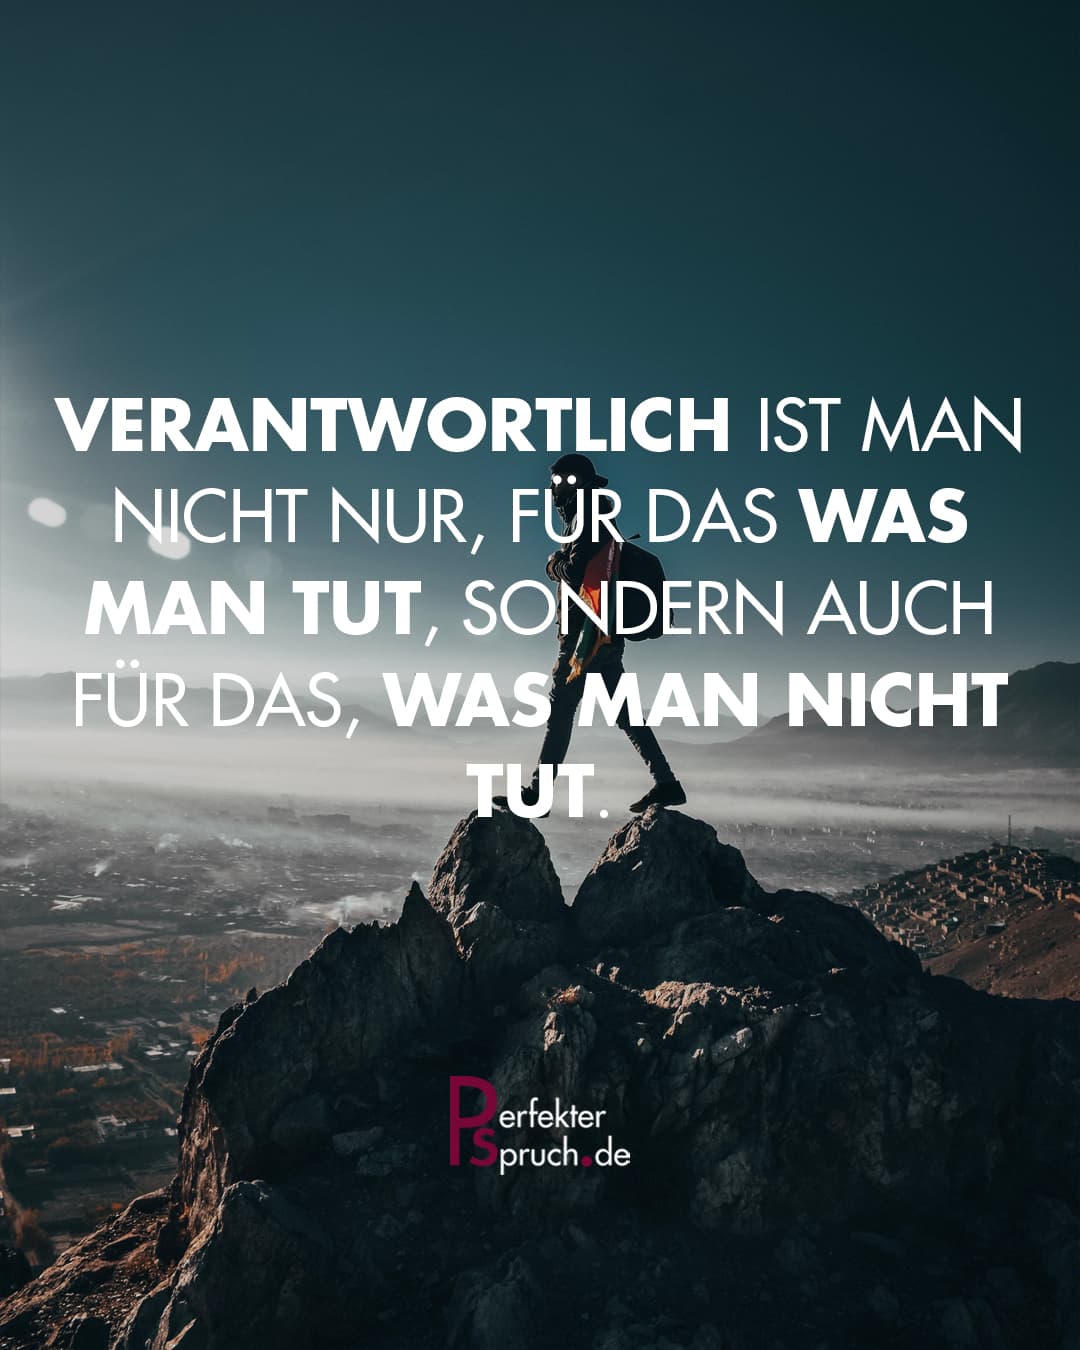 VERANTWORTLICH IST MAN
NICHT NUR, FÜR DAS WAS
MAN TUT, SONDERN AUCH
FÜR DAS, WAS MAN NICHT
TUT.
Perfekter
Spruch.de